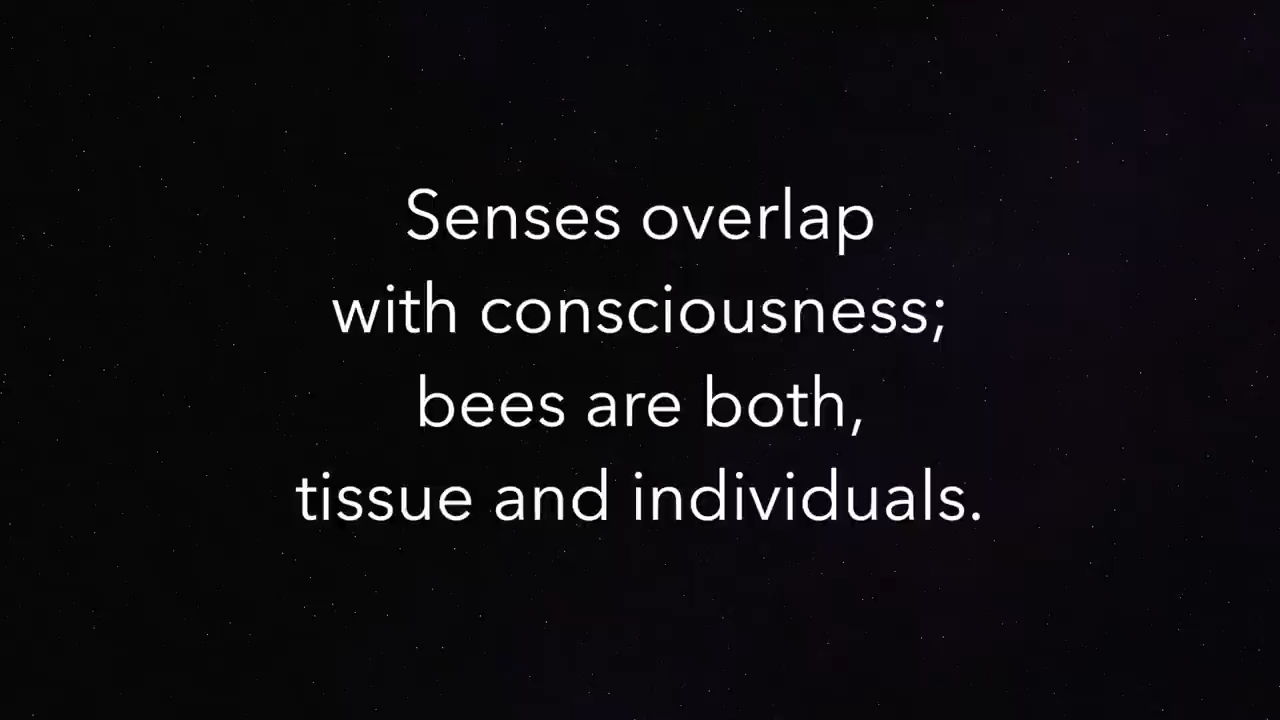 Senses overlap
with consciousness;
bees are both,
tissue and individuals.